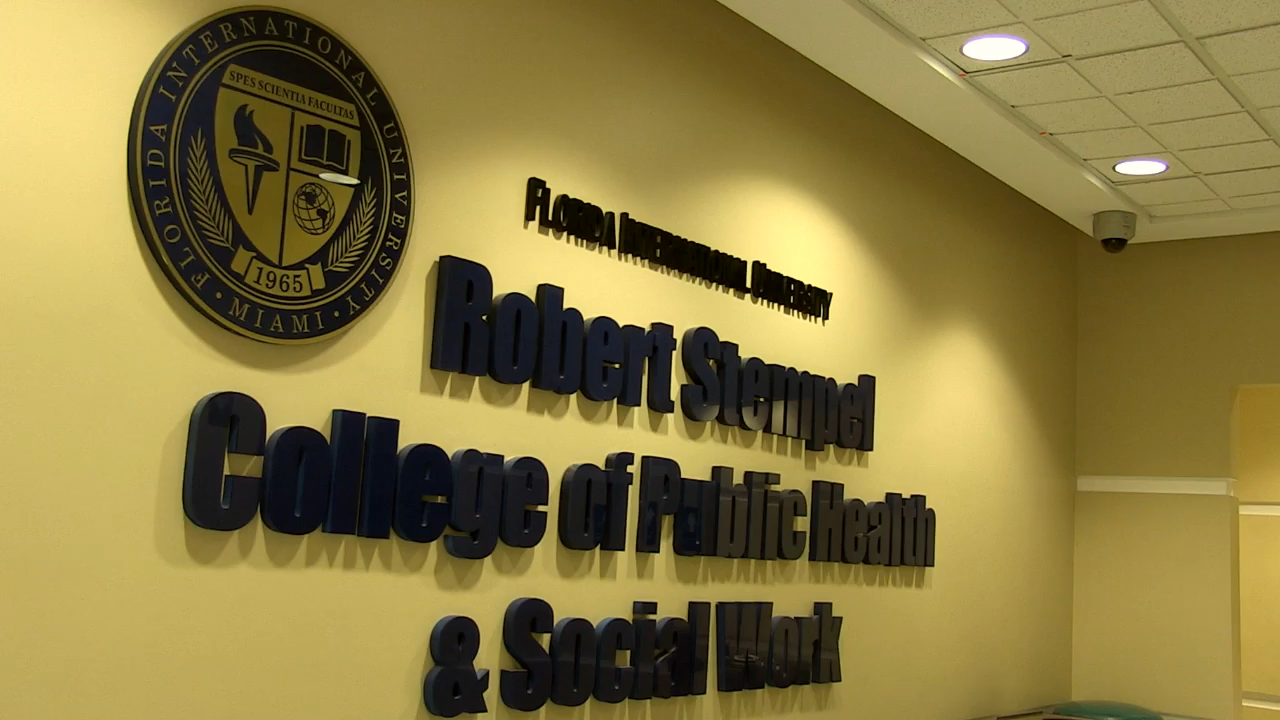 FLORIDA INTERNATIONAL UNIVERSITY
SPES SCIENTIA FACULTAS
1965
• MIAMI •
FLORIDA INTERNATIONAL UNIVERSITY
Robert Stempel
College of Public Health
& Social Work